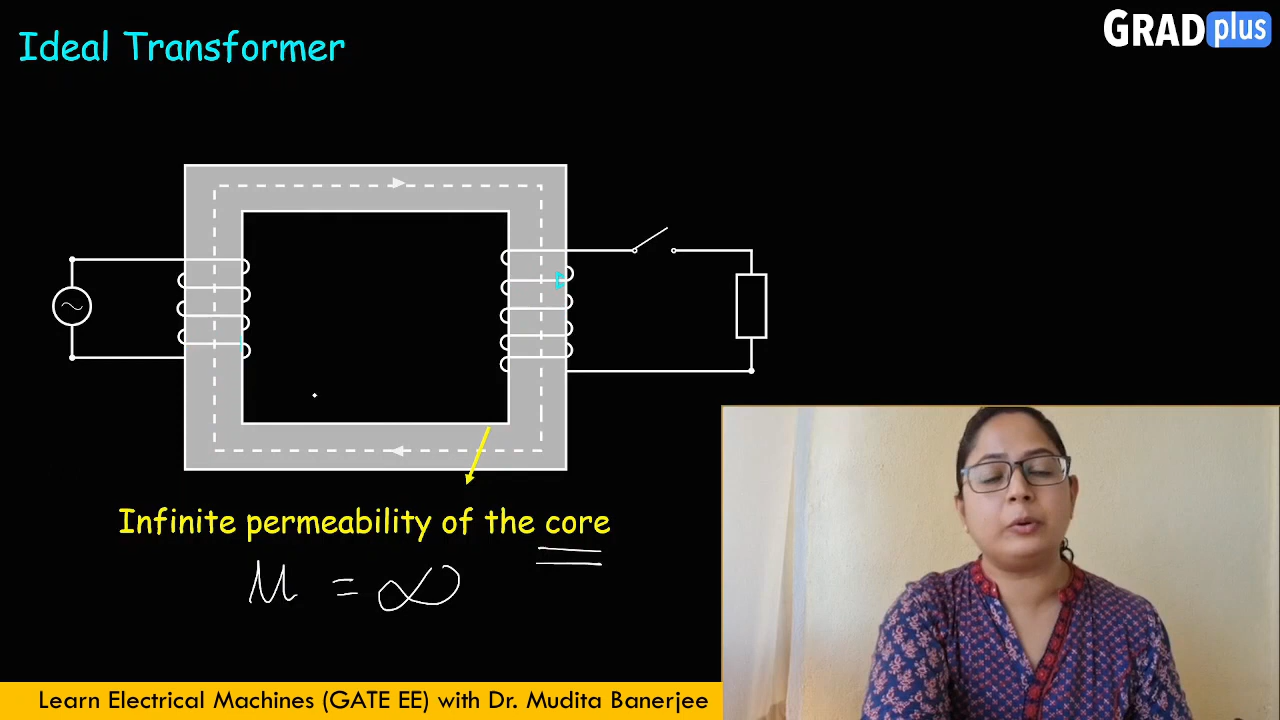 Ideal Transformer
GRADplus
Infinite permeability of the core
μ = ∞
Learn Electrical Machines (GATE EE) with Dr. Mudita Banerjee